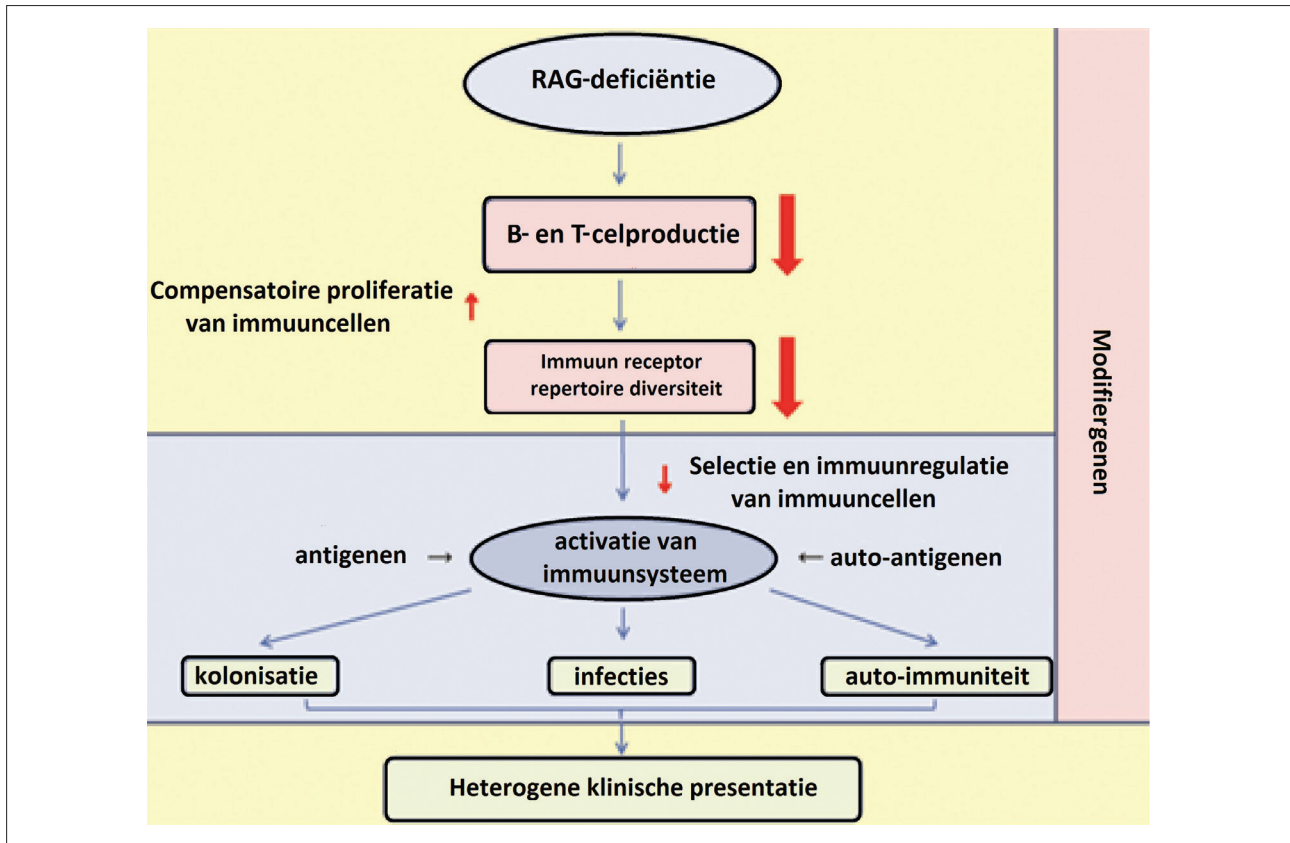 RAG-deficiëntie
B- en T-celproductie
Compensatoire proliferatie
van immuuncellen
Immuun receptor
repertoire diversiteit
Selectie en immuunregulatie
van immuuncellen
antigenen
activatie van
immuunsysteem
auto-antigenen
kolonisatie
infecties
auto-immuniteit
Heterogene klinische presentatie
Modifiergenen